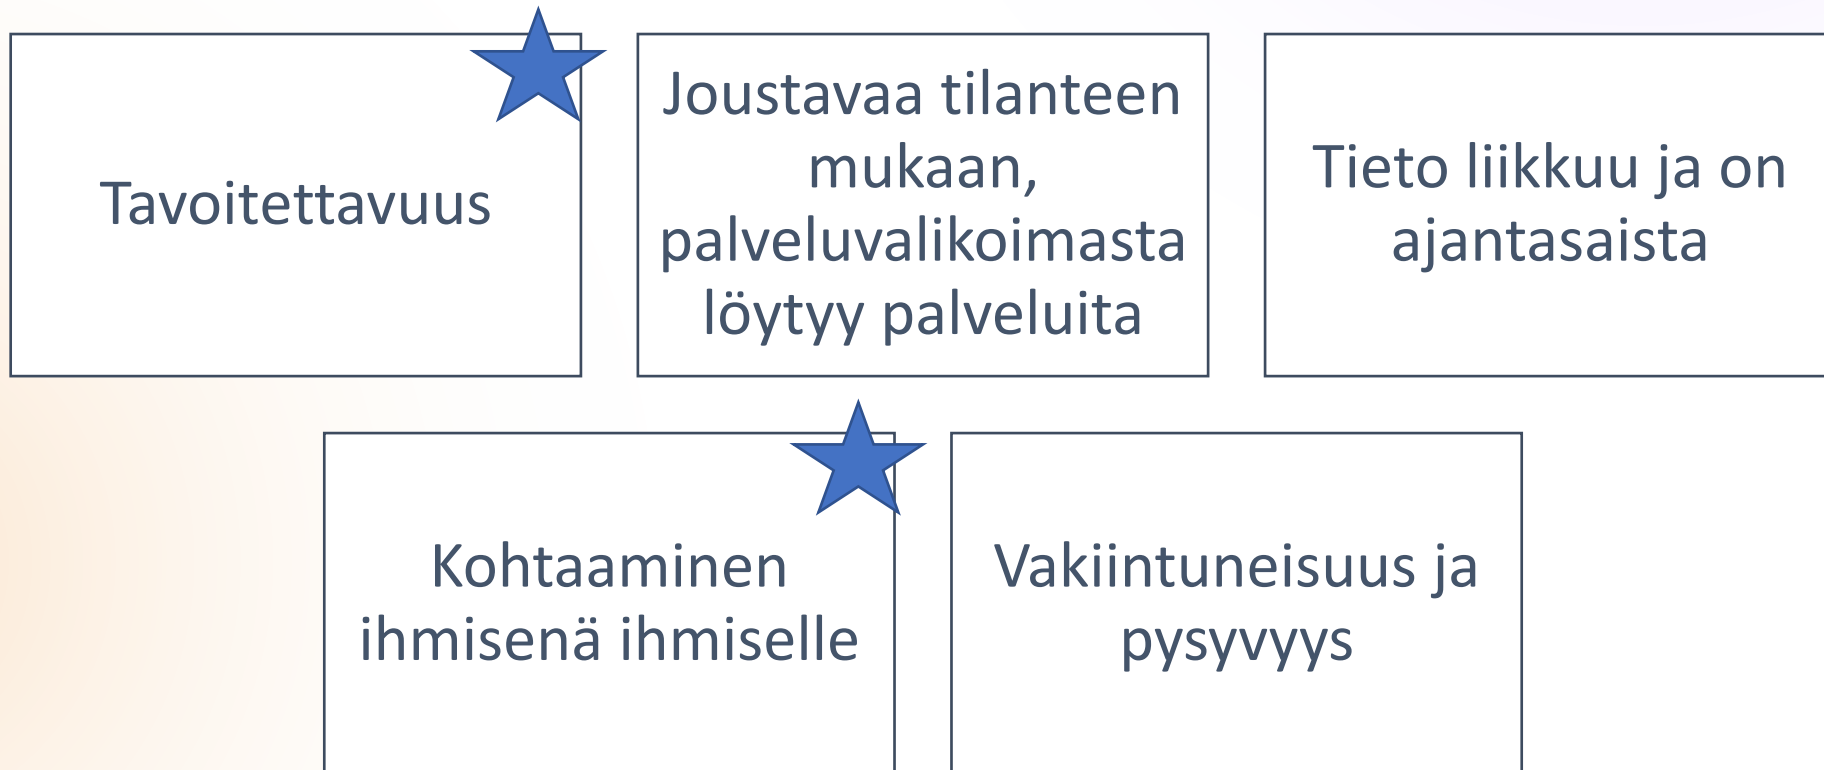 Tavoitettavuus
Joustavaa tilanteen
mukaan,
palveluvalikoimasta
löytyy palveluita
Tieto liikkuu ja on
ajantasaista
Kohtaaminen
ihmisenä ihmiselle
Vakiintuneisuus ja
pysyvyys